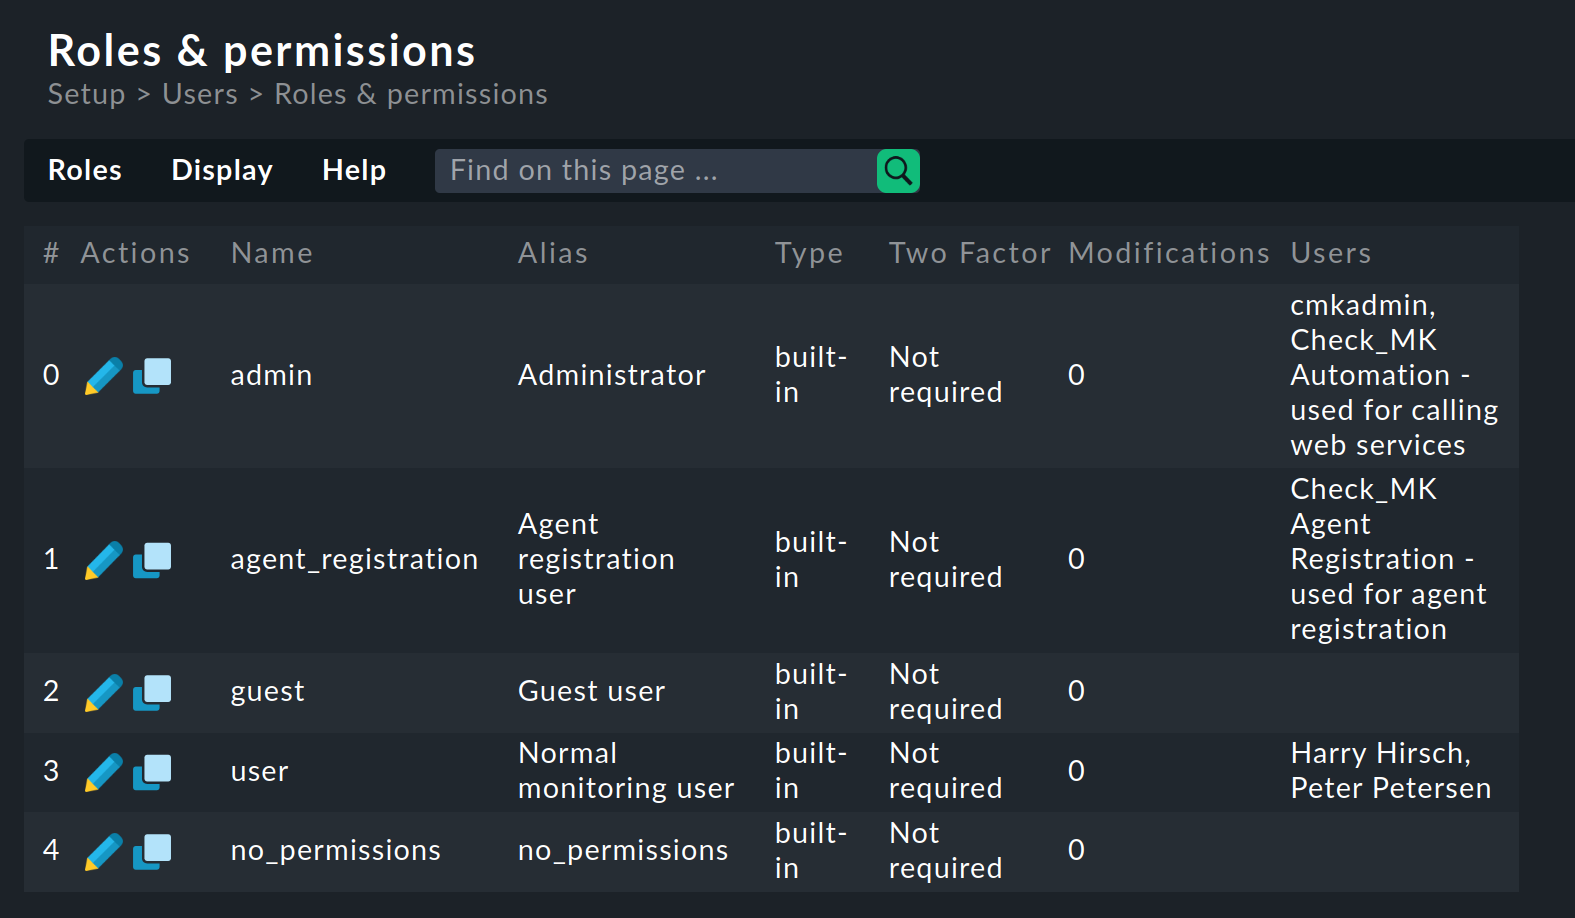 Roles & permissions
Setup > Users > Roles & permissions
Roles Display Help Find on this page ...
# Actions Name Alias Type Two Factor Modifications Users
0 admin Administrator built-
in Not
required 0 cmkadmin,
Check_MK
Automation -
used for calling
web services
1 agent_registration Agent
registration
user built-
in Not
required 0 Check_MK
Agent
Registration -
used for agent
registration
2 guest Guest user built-
in Not
required 0
3 user Normal
monitoring user built-
in Not
required 0 Harry Hirsch,
Peter Petersen
4 no_permissions no_permissions built-
in Not
required 0